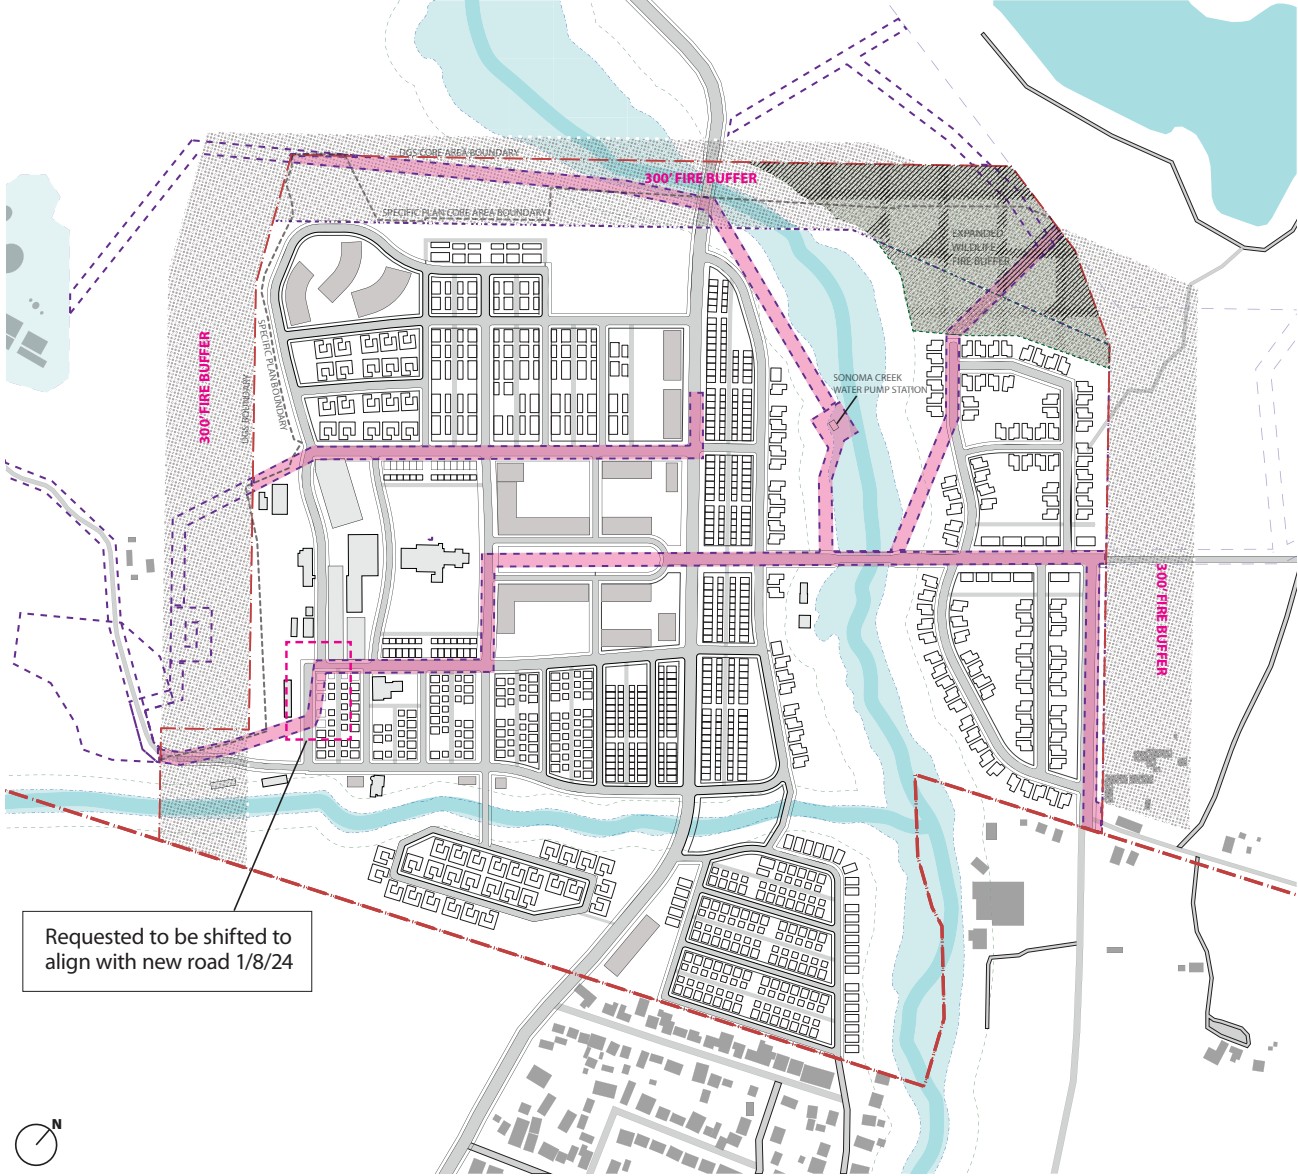 DGS CORE AREA BOUNDARY
300' FIRE BUFFER
SPECIFIC PLAN CORE AREA BOUNDARY
EXPANDED
WILDLIFE
FIRE BUFFER
SPECIFIC PLAN BOUNDARY
300' FIRE BUFFER
DGS BOUNDARY
SONOMA CREEK
WATER PUMP STATION
300' FIRE BUFFER
Requested to be shifted to
align with new road 1/8/24
N